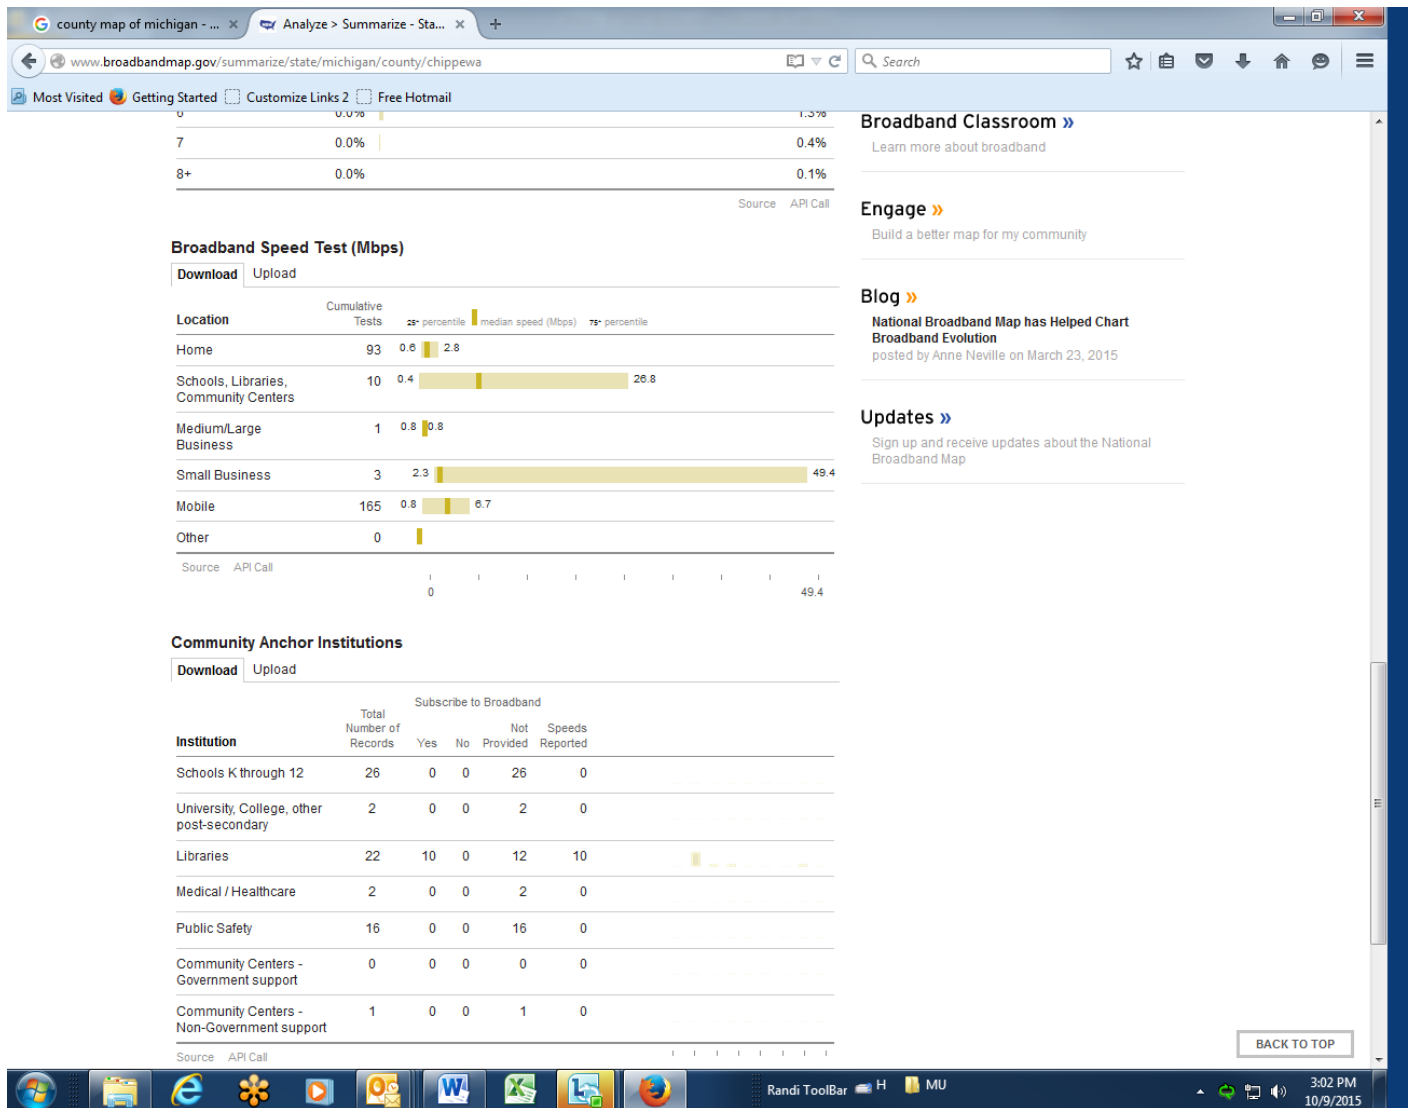 county map of michigan - ...
Analyze > Summarize - Sta...
www.broadbandmap.gov/summarize/state/michigan/county/chippewa
Search
Most Visited Getting Started Customize Links 2 Free Hotmail
6 0.0% 1.3%
7 0.0% 0.4%
8+ 0.0% 0.1%
Source API Call
Broadband Speed Test (Mbps)
Download Upload
Location Cumulative Tests 25th percentile median speed (Mbps) 75th percentile
Home 93 0.6 2.8
Schools, Libraries, 10 0.4 26.8
Community Centers
Medium/Large 1 0.8 0.8
Business
Small Business 3 2.3 49.4
Mobile 165 0.8 6.7
Other 0
Source API Call
0 49.4
Community Anchor Institutions
Download Upload
Subscribe to Broadband
Institution Total Number of Records Yes No Not Provided Speeds Reported
Schools K through 12 26 0 0 26 0
University, College, other 2 0 0 2 0
post-secondary
Libraries 22 10 0 12 10
Medical / Healthcare 2 0 0 2 0
Public Safety 16 0 0 16 0
Community Centers - 0 0 0 0 0
Government support
Community Centers - 1 0 0 1 0
Non-Government support
Source API Call
Broadband Classroom »
Learn more about broadband
Engage »
Build a better map for my community
Blog »
National Broadband Map has Helped Chart
Broadband Evolution
posted by Anne Neville on March 23, 2015
Updates »
Sign up and receive updates about the National
Broadband Map
BACK TO TOP
Randi ToolBar H MU
3:02 PM
10/9/2015